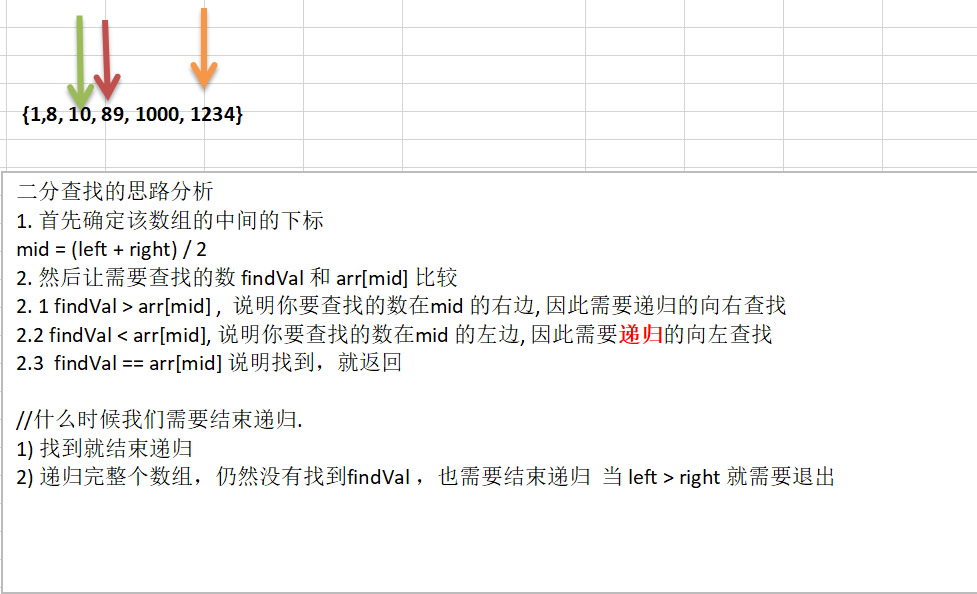 {1,8, 10, 89, 1000, 1234}
二分查找的思路分析
1. 首先确定该数组的中间的下标
mid = (left + right) / 2
2. 然后让需要查找的数 findVal 和 arr[mid] 比较
2. 1 findVal > arr[mid] ,  说明你要查找的数在mid 的右边, 因此需要递归的向右查找
2.2 findVal < arr[mid], 说明你要查找的数在mid 的左边, 因此需要递归的向左查找
2.3  findVal == arr[mid] 说明找到，就返回
//什么时候我们需要结束递归.
1) 找到就结束递归
2) 递归完整个数组，仍然没有找到findVal ，也需要结束递归  当 left > right 就需要退出